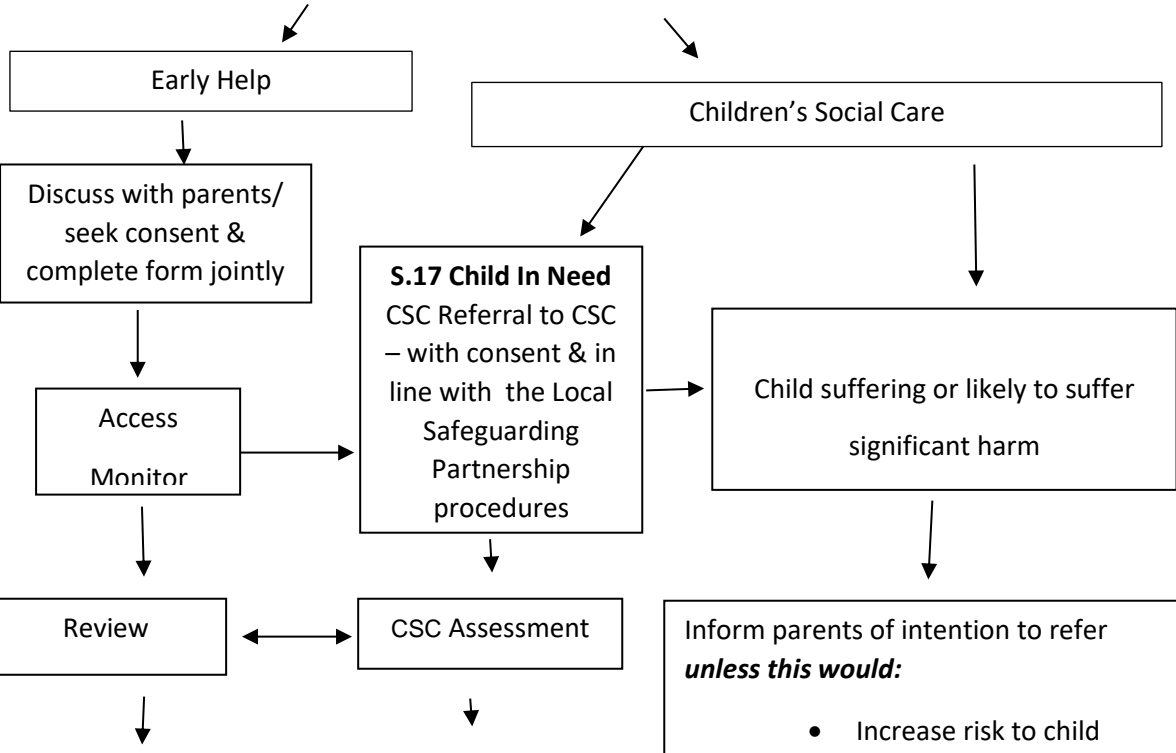 Early Help
Children's Social Care
Discuss with parents/
seek consent &
complete form jointly
S.17 Child In Need
CSC Referral to CSC
– with consent & in
line with the Local
Safeguarding
Partnership
procedures
Child suffering or likely to suffer
significant harm
Access
Monitor
Review
CSC Assessment
Inform parents of intention to refer
unless this would:
• Increase risk to child